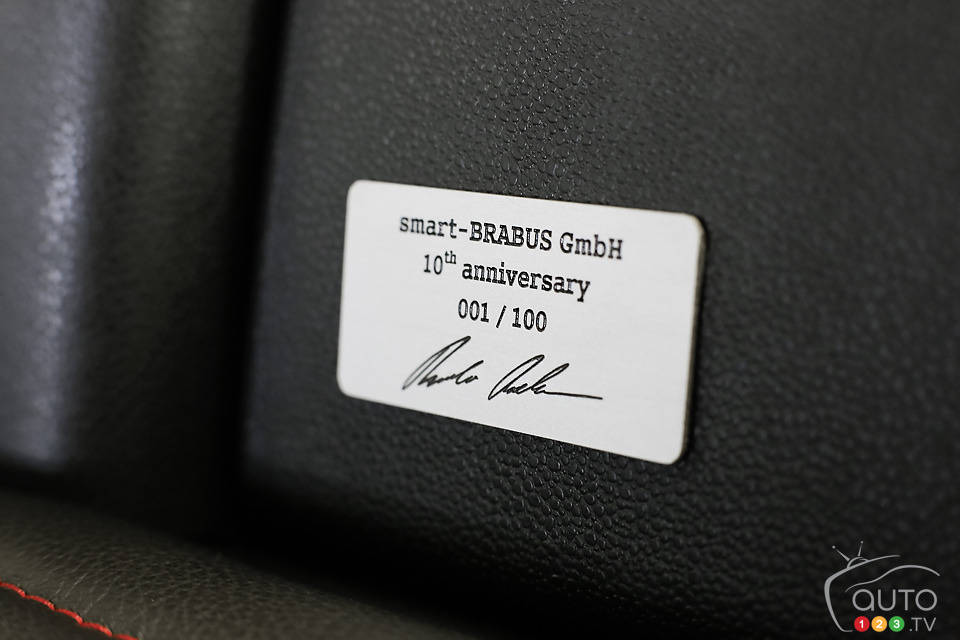 smart-BRABUS GmbH
10th anniversary
001 / 100
AUTO
123.TV